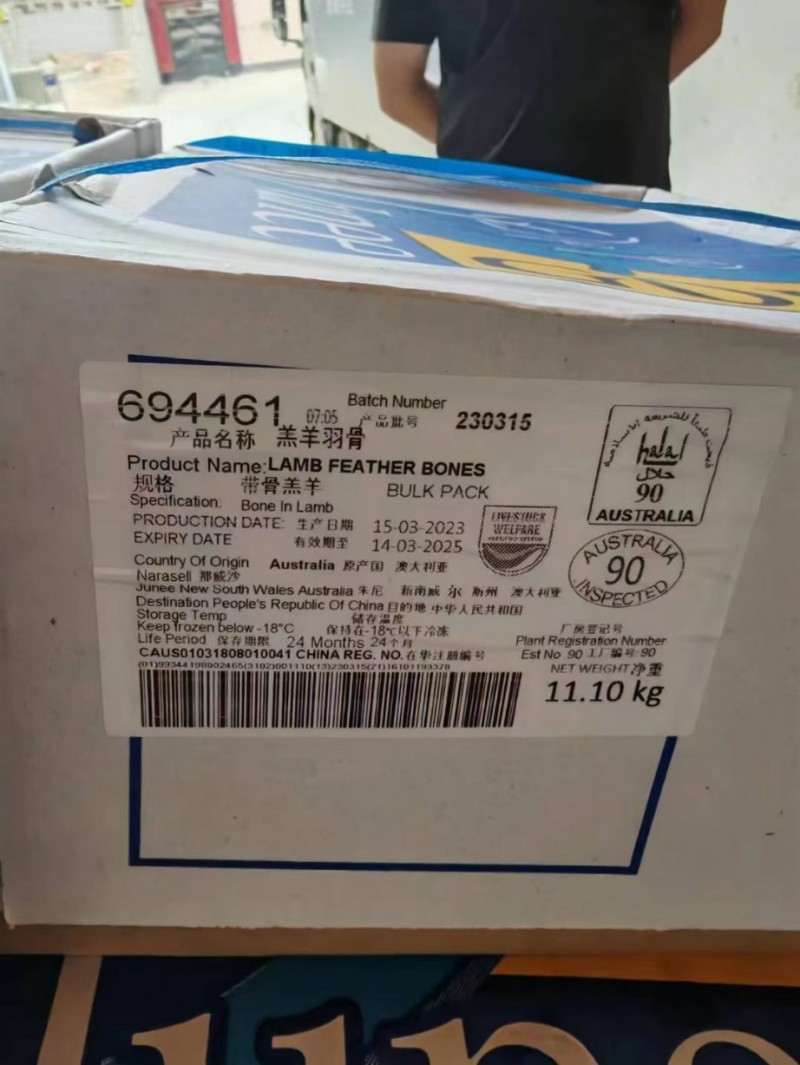 694461 07:05
Batch Number
产品批号 230315
产品名称 羔羊羽骨
Product Name:LAMB FEATHER BONES
规格 带骨羔羊 BULK PACK
Specification: Bone In Lamb
PRODUCTION DATE: 生产日期 15-03-2023
EXPIRY DATE 有效期至 14-03-2025
LIVESTOCK
WELFARE
halal
حلال
90
AUSTRALIA
AUSTRALIA
90
INSPECTED
Country Of Origin Australia 原产国 澳大利亚
Narasell 那威沙
Junee New South Wales Australia 朱尼 新南威 尔 斯州 澳大利亚
Destination People's Republic Of China 目的地 中华人民共和国
Storage Temp 储存温度
Keep frozen below -18°C 保持在-18℃以下冷冻
Life Period 保存期限 24 Months 24个月
CAUS01031808010041 CHINA REG. NO.在华注册编号
厂房登记号
Plant Registration Number
Est No 90 工厂编号:90
NET WEIGHT净重
11.10 kg